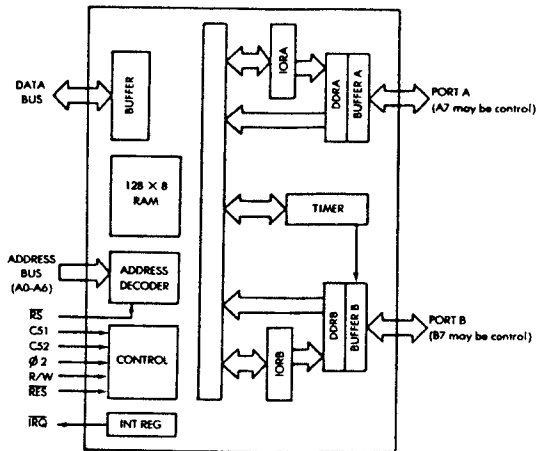 DATA
BUS
BUFFER
128 × 8
RAM
ADDRESS
BUS
(A0-A6)
ADDRESS
DECODER
RS
CS1
CS2
Ø 2
R/W
RES
CONTROL
IRQ
INT REG
IORA
DDRA
BUFFER A
PORT A
(A7 may be control)
TIMER
DDRB
BUFFER B
IORB
PORT B
(B7 may be control)